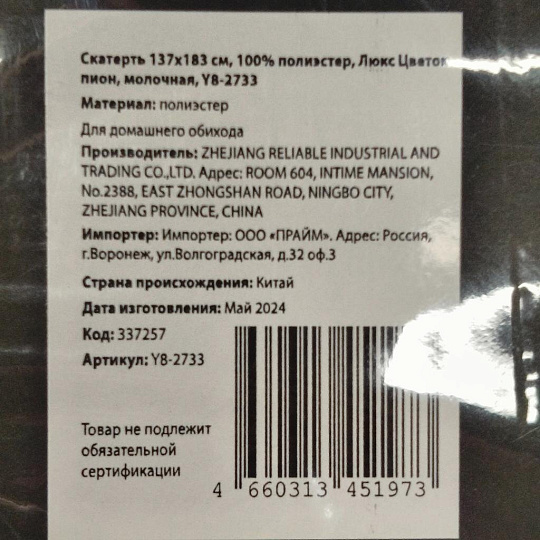 Скатерть 137х183 см, 100% полиэстер, Люкс Цветок
пион, молочная, Y8-2733
Материал: полиэстер
Для домашнего обихода
Производитель: ZHEJIANG RELIABLE INDUSTRIAL AND
TRADING CO.,LTD. Адрес: ROOM 604, INTIME MANSION,
No.2388, EAST ZHONGSHAN ROAD, NINGBO CITY,
ZHEJIANG PROVINCE, CHINA
Импортер: Импортер: ООО «ПРАЙМ». Адрес: Россия,
г.Воронеж, ул.Волгоградская, д.32 оф.3
Страна происхождения: Китай
Дата изготовления: Май 2024
Код: 337257
Артикул: Y8-2733
Товар не подлежит
обязательной
сертификации
4 660313 451973